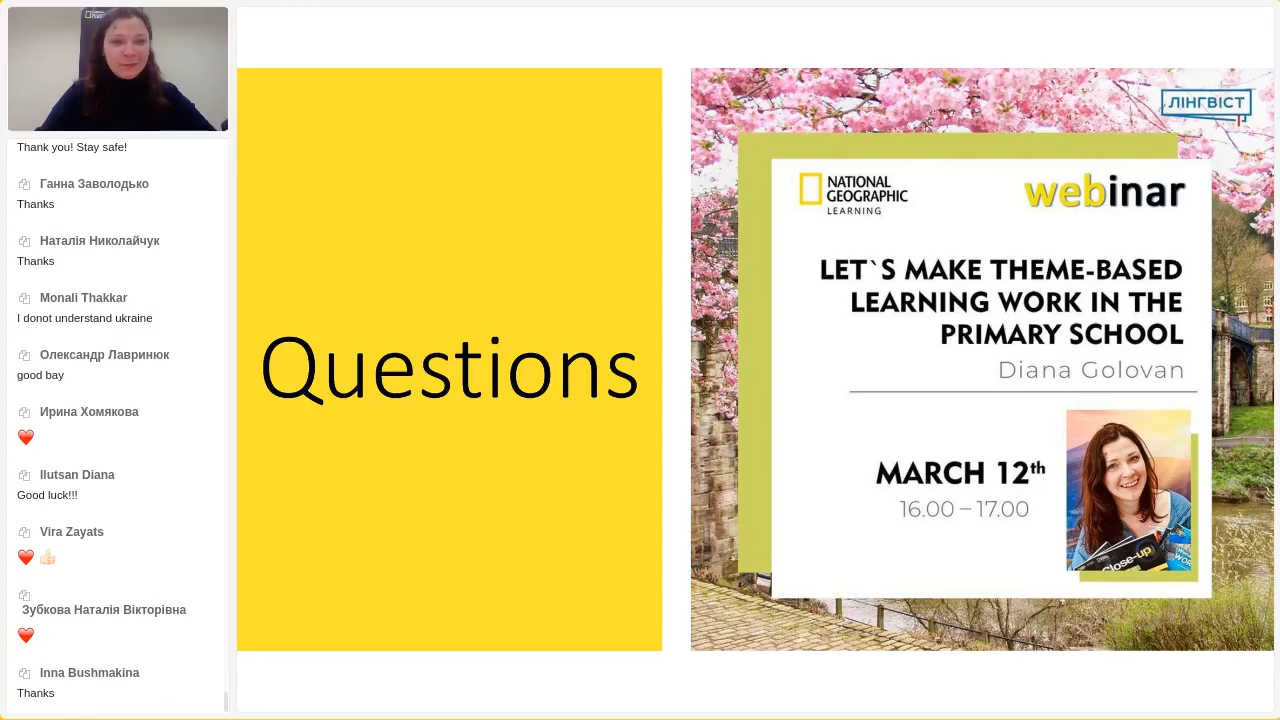 Thank you! Stay safe!
Ганна Заволодько
Thanks
Наталія Николайчук
Thanks
Monali Thakkar
I donot understand ukraine
Олександр Лавринюк
good bay
Ирина Хомякова
❤️
Ilutsan Diana
Good luck!!!
Vira Zayats
❤️ 👍🏻
Зубкова Наталія Вікторівна
❤️
Inna Bushmakina
Thanks
Questions
ЛІНГВІСТ
NATIONAL
GEOGRAPHIC
LEARNING
webinar
LET`S MAKE THEME-BASED
LEARNING WORK IN THE
PRIMARY SCHOOL
Diana Golovan
MARCH 12th
16.00 – 17.00
Close-up